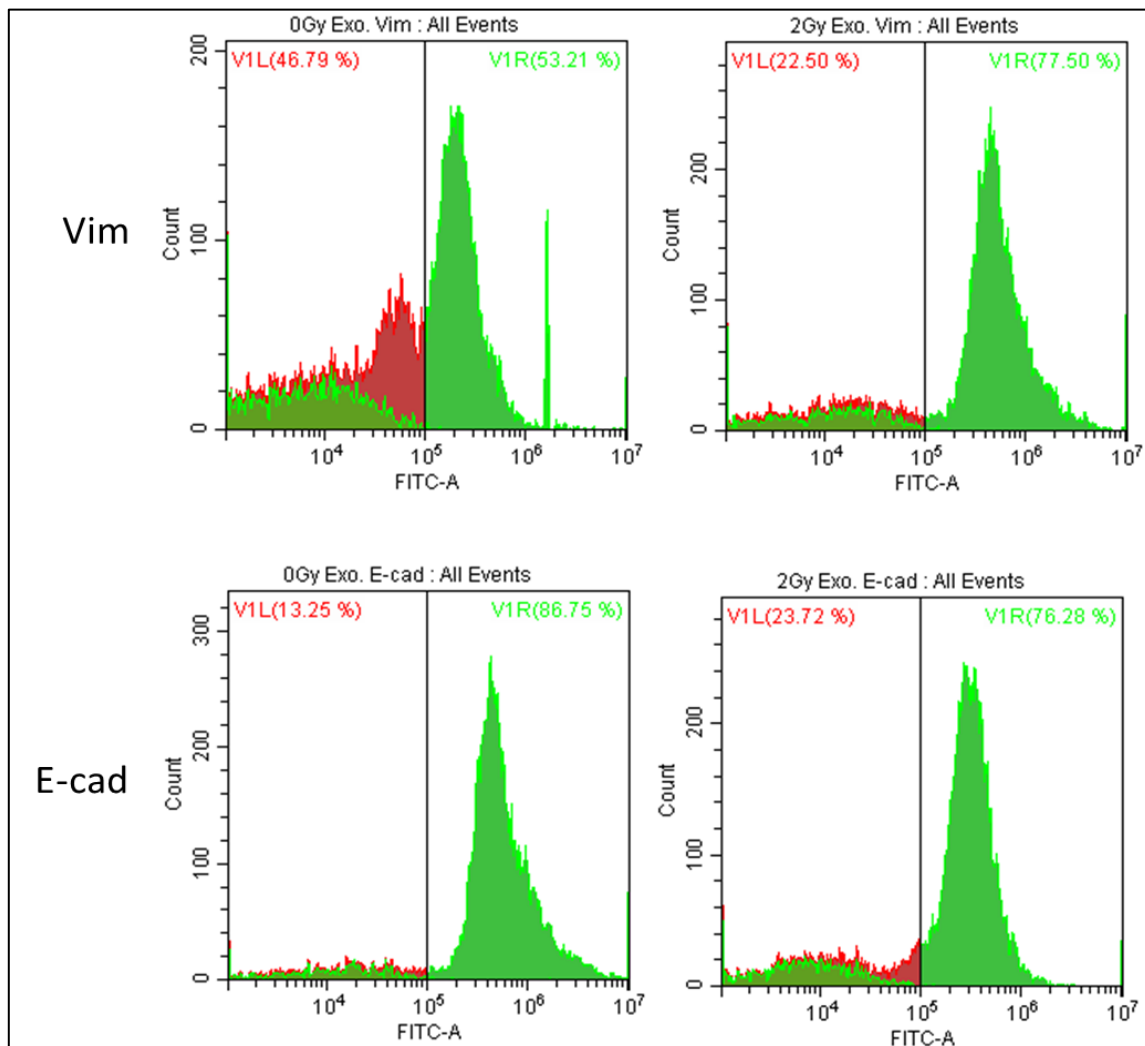 0Gy Exo. Vim : All Events
V1L(46.79 %) V1R(53.21 %)
200
100
0
Count
10^4 10^5 10^6 10^7
FITC-A
2Gy Exo. Vim : All Events
V1L(22.50 %) V1R(77.50 %)
200
100
0
Count
10^4 10^5 10^6 10^7
FITC-A
Vim
0Gy Exo. E-cad : All Events
V1L(13.25 %) V1R(86.75 %)
300
200
100
0
Count
10^4 10^5 10^6 10^7
FITC-A
2Gy Exo. E-cad : All Events
V1L(23.72 %) V1R(76.28 %)
200
100
0
Count
10^4 10^5 10^6 10^7
FITC-A
E-cad